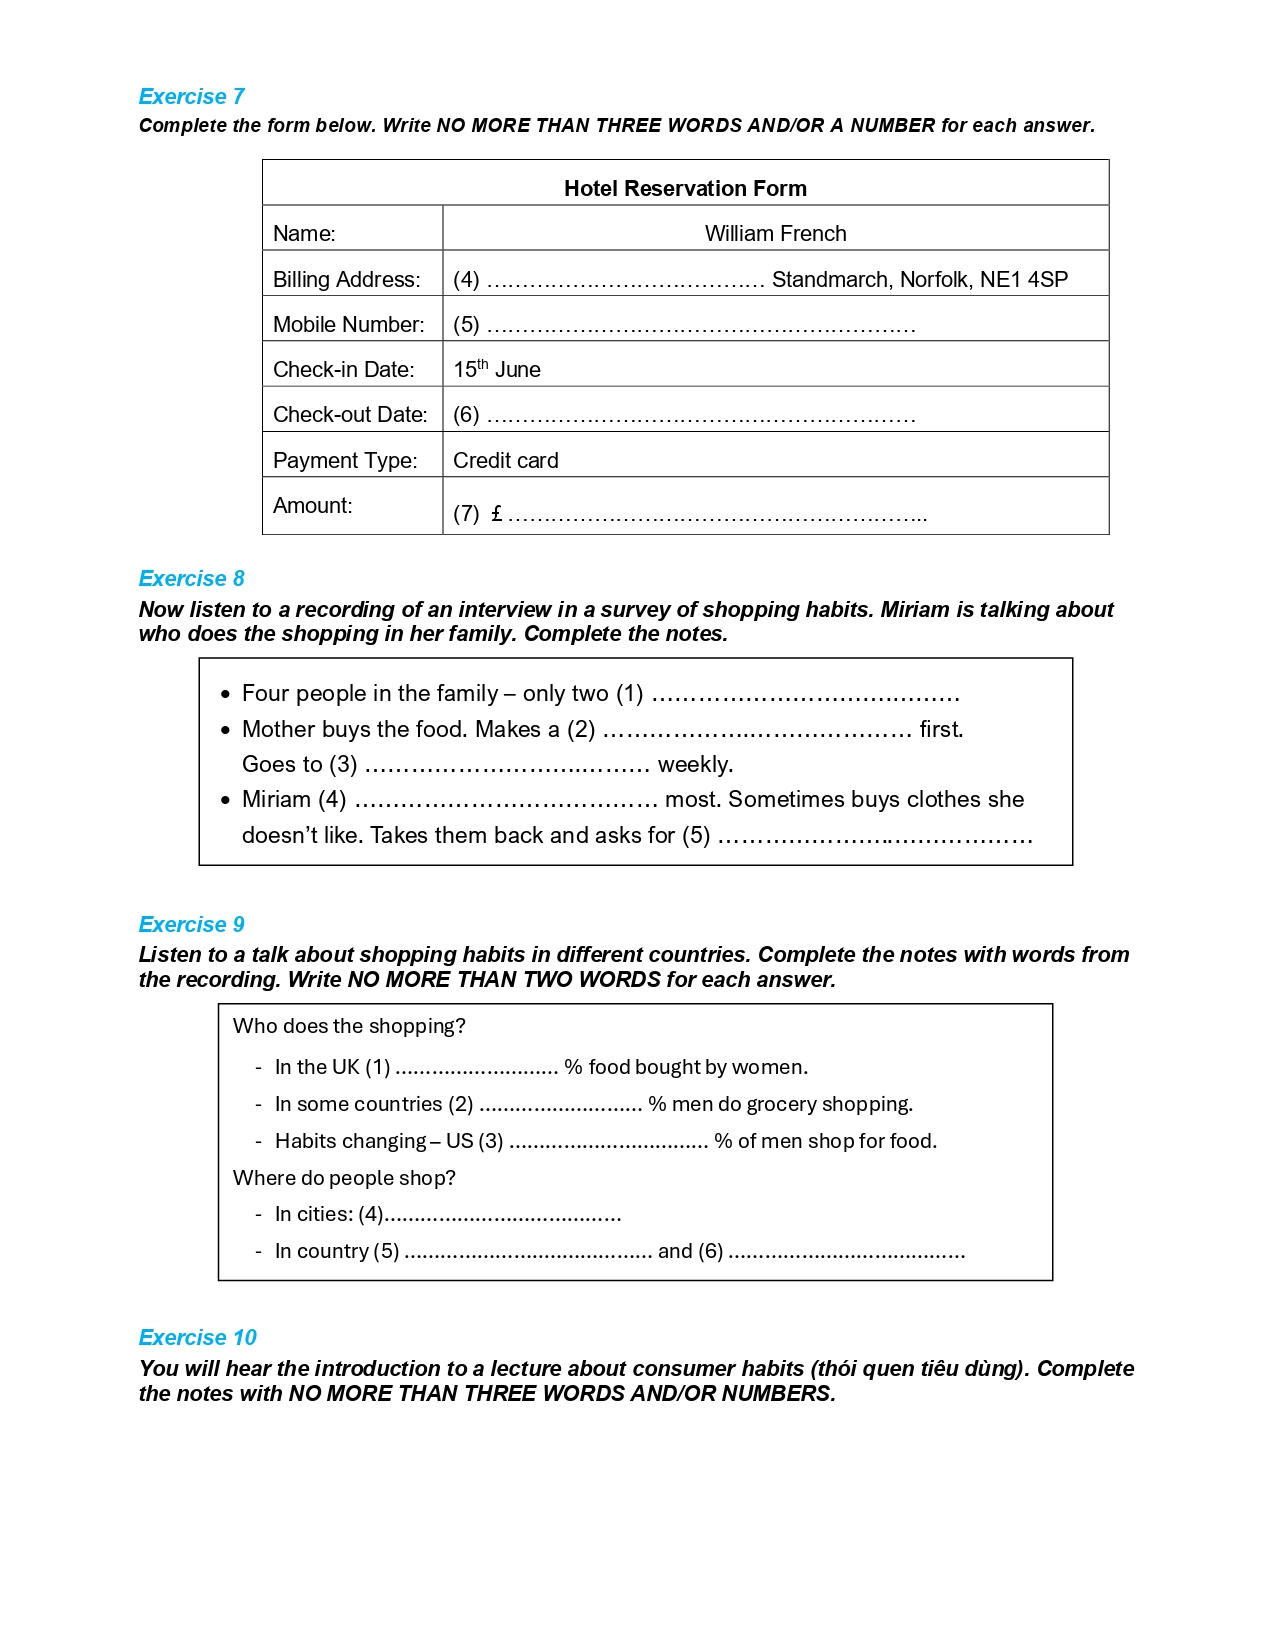 Exercise 7
Complete the form below. Write NO MORE THAN THREE WORDS AND/OR A NUMBER for each answer.
Hotel Reservation Form
Name: William French
Billing Address: (4) ………………………………… Standmarch, Norfolk, NE1 4SP
Mobile Number: (5) ……………………………………………………
Check-in Date: 15th June
Check-out Date: (6) ……………………………………………………
Payment Type: Credit card
Amount: (7) £ …………………………………………………..
Exercise 8
Now listen to a recording of an interview in a survey of shopping habits. Miriam is talking about
who does the shopping in her family. Complete the notes.
• Four people in the family – only two (1) …………………………………
• Mother buys the food. Makes a (2) ……………….………………… first.
Goes to (3) ……………………….……… weekly.
• Miriam (4) ………………………………… most. Sometimes buys clothes she
doesn’t like. Takes them back and asks for (5) …………………..………………
Exercise 9
Listen to a talk about shopping habits in different countries. Complete the notes with words from
the recording. Write NO MORE THAN TWO WORDS for each answer.
Who does the shopping?
- In the UK (1) ........................... % food bought by women.
- In some countries (2) ........................... % men do grocery shopping.
- Habits changing – US (3) ................................. % of men shop for food.
Where do people shop?
- In cities: (4).......................................
- In country (5) ......................................... and (6) .......................................
Exercise 10
You will hear the introduction to a lecture about consumer habits (thói quen tiêu dùng). Complete
the notes with NO MORE THAN THREE WORDS AND/OR NUMBERS.